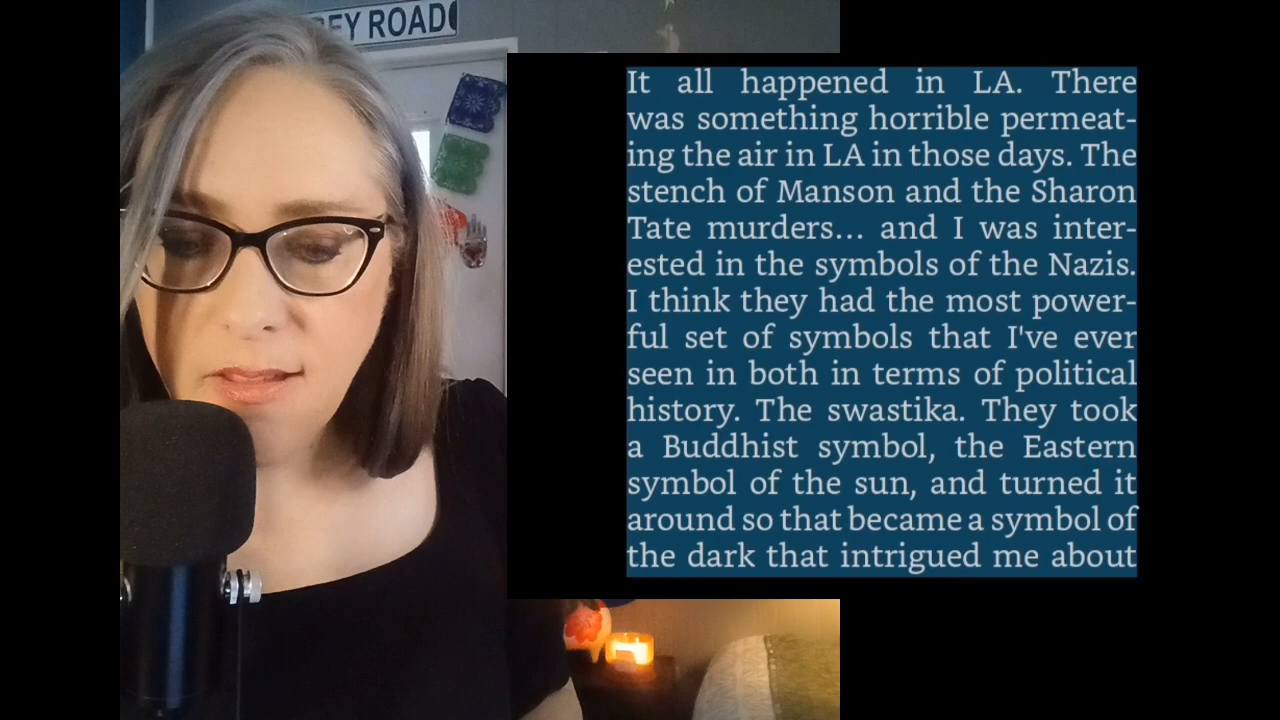 EY ROAD
It all happened in LA. There
was something horrible permeat-
ing the air in LA in those days. The
stench of Manson and the Sharon
Tate murders... and I was inter-
ested in the symbols of the Nazis.
I think they had the most power-
ful set of symbols that I've ever
seen in both in terms of political
history. The swastika. They took
a Buddhist symbol, the Eastern
symbol of the sun, and turned it
around so that became a symbol of
the dark that intrigued me about